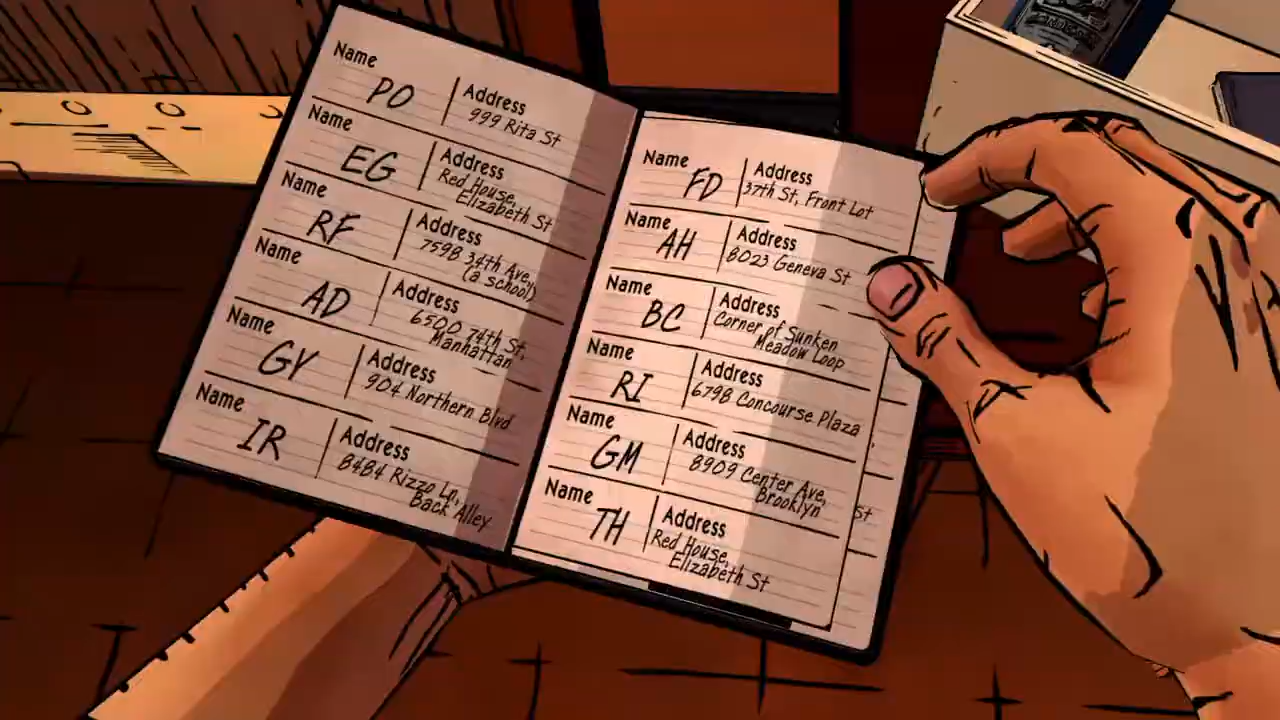 Name
PO
Address
999 Rita St
Name
EG
Address
Red House,
Elizabeth St
Name
RF
Address
7598 34th Ave,
(a school)
Name
AD
Address
6500 74th St,
Manhattan
Name
GY
Address
904 Northern Blvd
Name
IR
Address
8484 Rizzo Ln,
Back Alley
Name
FD
Address
37th St, Front Lot
Name
AH
Address
8023 Geneva St
Name
BC
Address
Corner of Sunken
Meadow Loop
Name
RI
Address
6798 Concourse Plaza
Name
GM
Address
8909 Center Ave,
Brooklyn
Name
TH
Address
Red House,
Elizabeth St
St